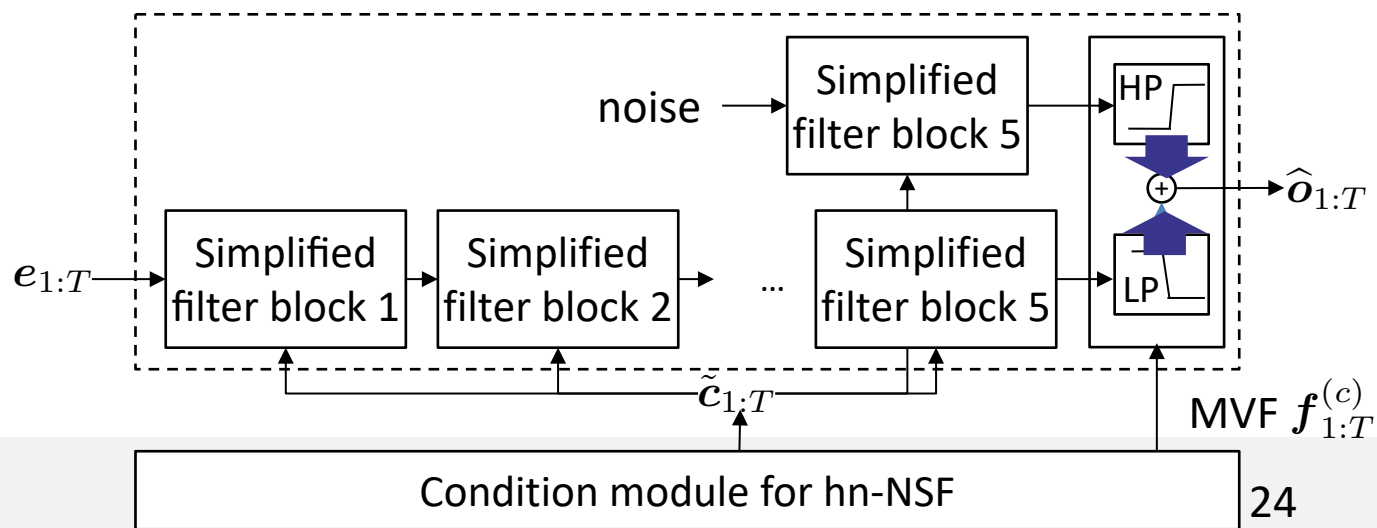 Simplified
filter block 5
noise
HP
+
ô₁:T
e₁:T
Simplified
filter block 1
Simplified
filter block 2
...
Simplified
filter block 5
LP
c̃₁:T
MVF f₁:T^(c)
Condition module for hn-NSF
24